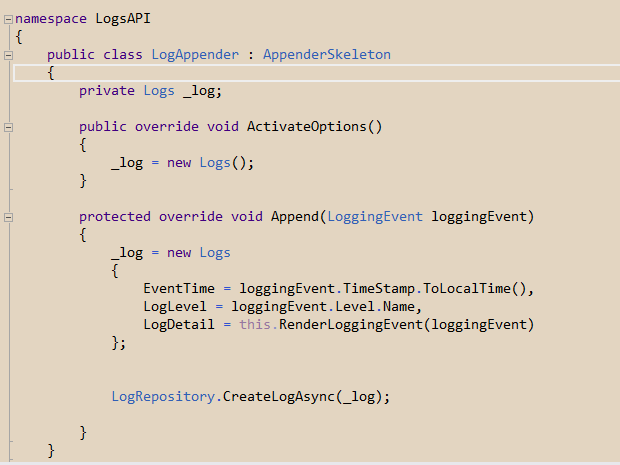 namespace LogsAPI
{
    public class LogAppender : AppenderSkeleton
    {
        private Logs _log;

        public override void ActivateOptions()
        {
            _log = new Logs();
        }

        protected override void Append(LoggingEvent loggingEvent)
        {
            _log = new Logs
            {
                EventTime = loggingEvent.TimeStamp.ToLocalTime(),
                LogLevel = loggingEvent.Level.Name,
                LogDetail = this.RenderLoggingEvent(loggingEvent)
            };


            LogRepository.CreateLogAsync(_log);

        }
    }